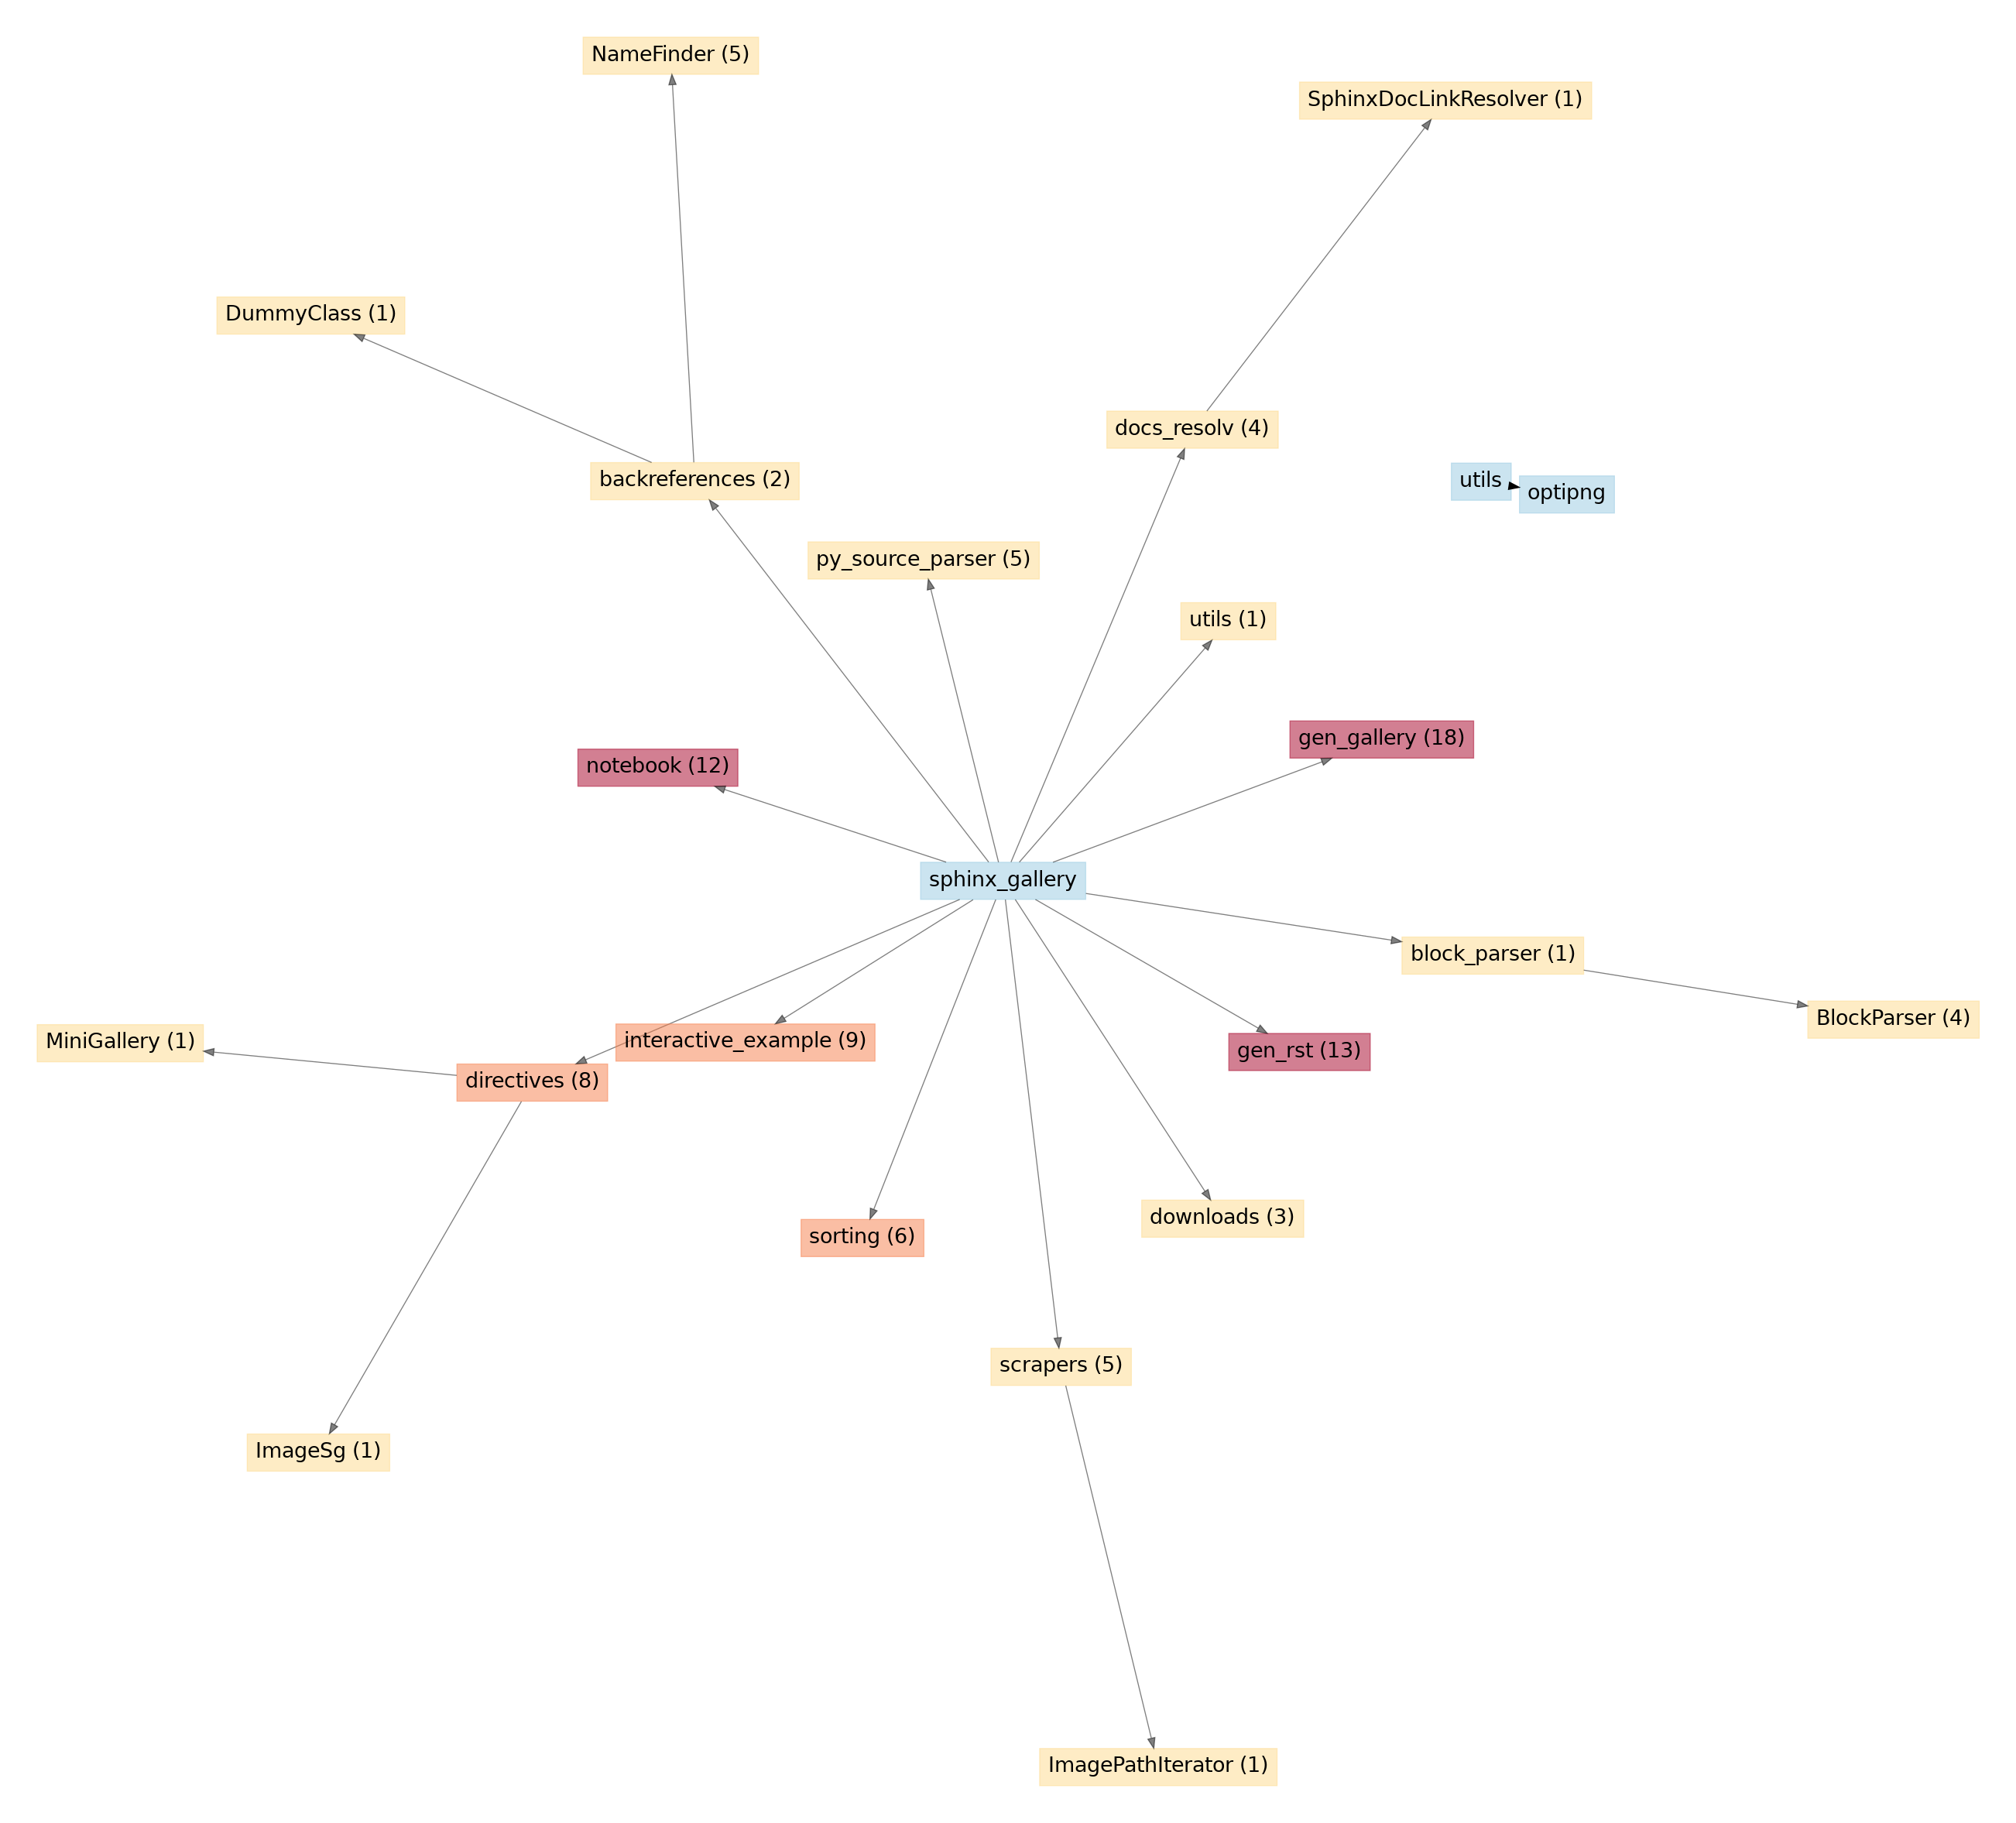 NameFinder (5)
SphinxDocLinkResolver (1)
DummyClass (1)
docs_resolv (4)
backreferences (2)
utils
optipng
py_source_parser (5)
utils (1)
gen_gallery (18)
notebook (12)
sphinx_gallery
block_parser (1)
BlockParser (4)
MiniGallery (1)
interactive_example (9)
gen_rst (13)
directives (8)
downloads (3)
sorting (6)
scrapers (5)
ImageSg (1)
ImagePathIterator (1)